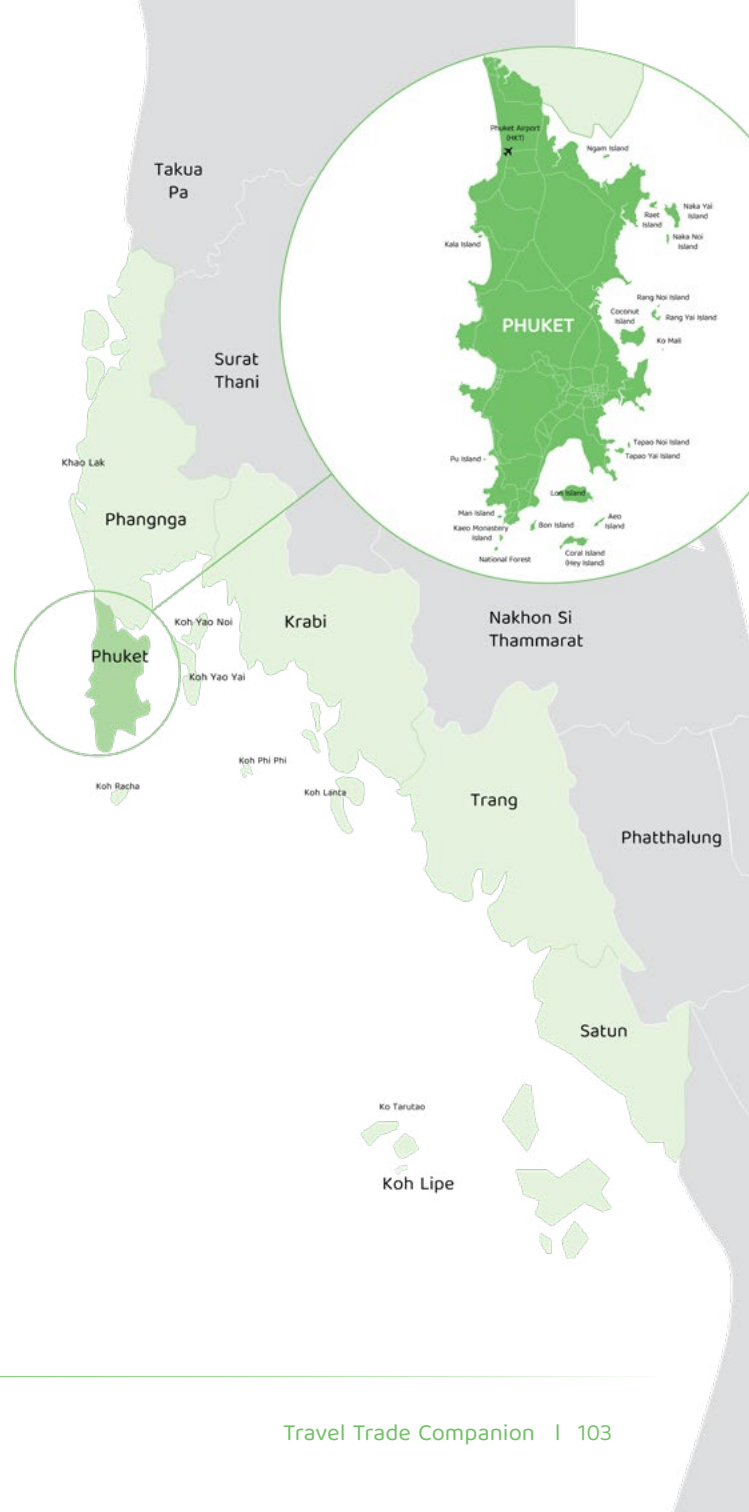 Phuket Airport
(HKT)
Ngam Island
Takua
Pa
Naka Yai
Island
Raet
Island
Naka Noi
Island
Kala Island
Rang Noi Island
Coconut
Island
Rang Yai Island
PHUKET
Ko Mali
Surat
Thani
Tapao Noi Island
Tapao Yai Island
Pu Island
Khao Lak
Lon Island
Man Island
Aeo
Island
Phangnga
Kaeo Monastery
Island
Bon Island
National Forest
Coral Island
(Hey Island)
Koh Yao Noi
Krabi
Nakhon Si
Thammarat
Phuket
Koh Yao Yai
Koh Phi Phi
Koh Racha
Koh Lanta
Trang
Phatthalung
Satun
Ko Tarutao
Koh Lipe
Travel Trade Companion | 103